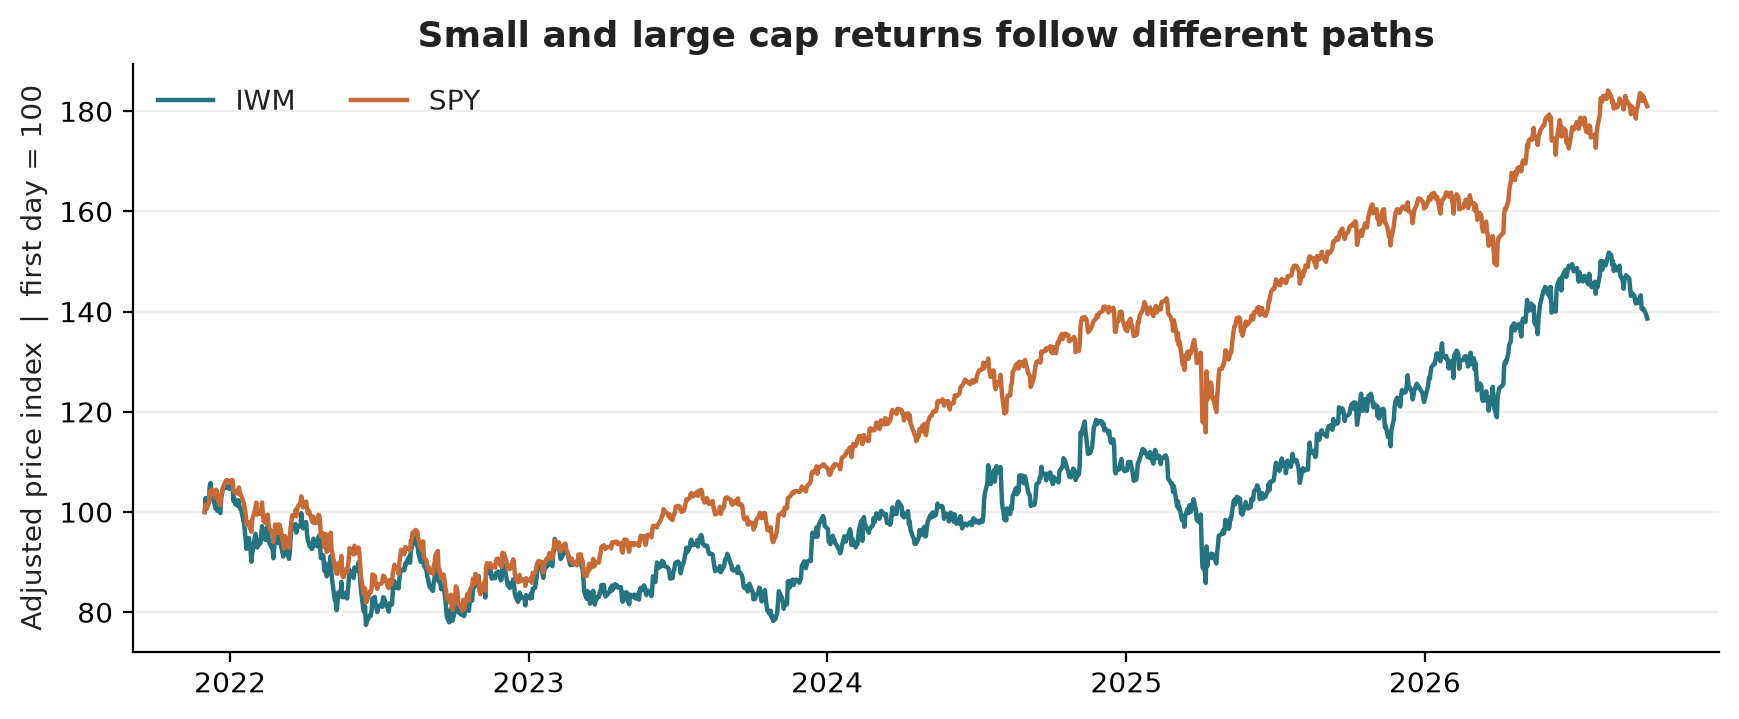 Small and large cap returns follow different paths
IWM
SPY
Adjusted price index | first day = 100
180
160
140
120
100
80
2022
2023
2024
2025
2026